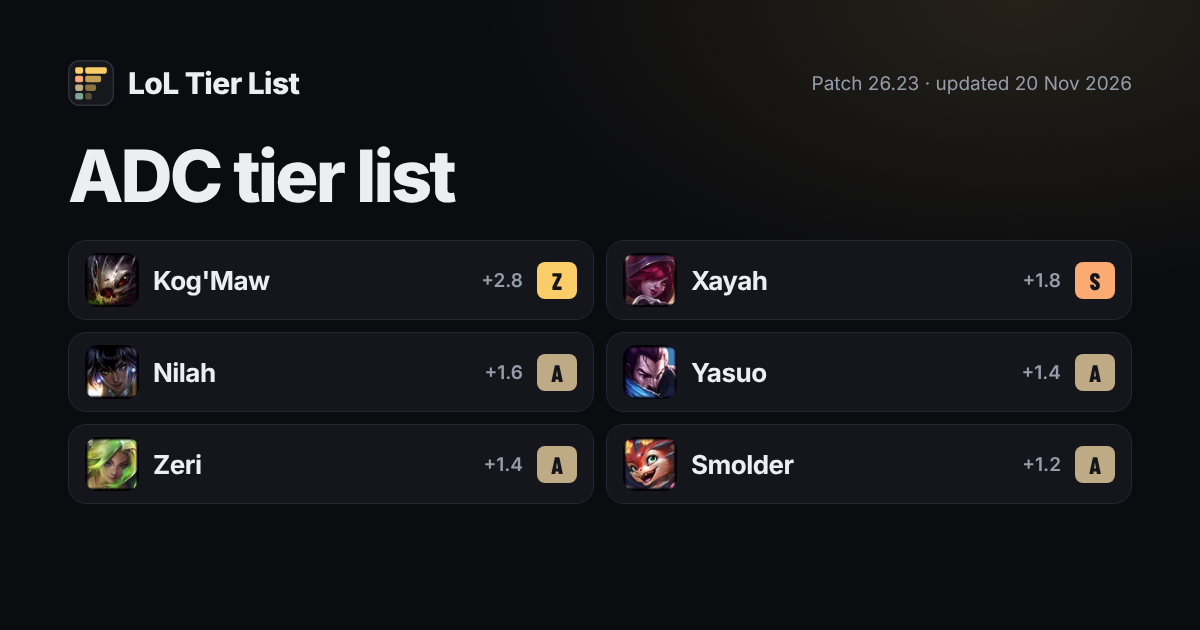 LoL Tier List
Patch 26.23 · updated 20 Nov 2026
ADC tier list
Kog'Maw +2.8 Z
Xayah +1.8 S
Nilah +1.6 A
Yasuo +1.4 A
Zeri +1.4 A
Smolder +1.2 A